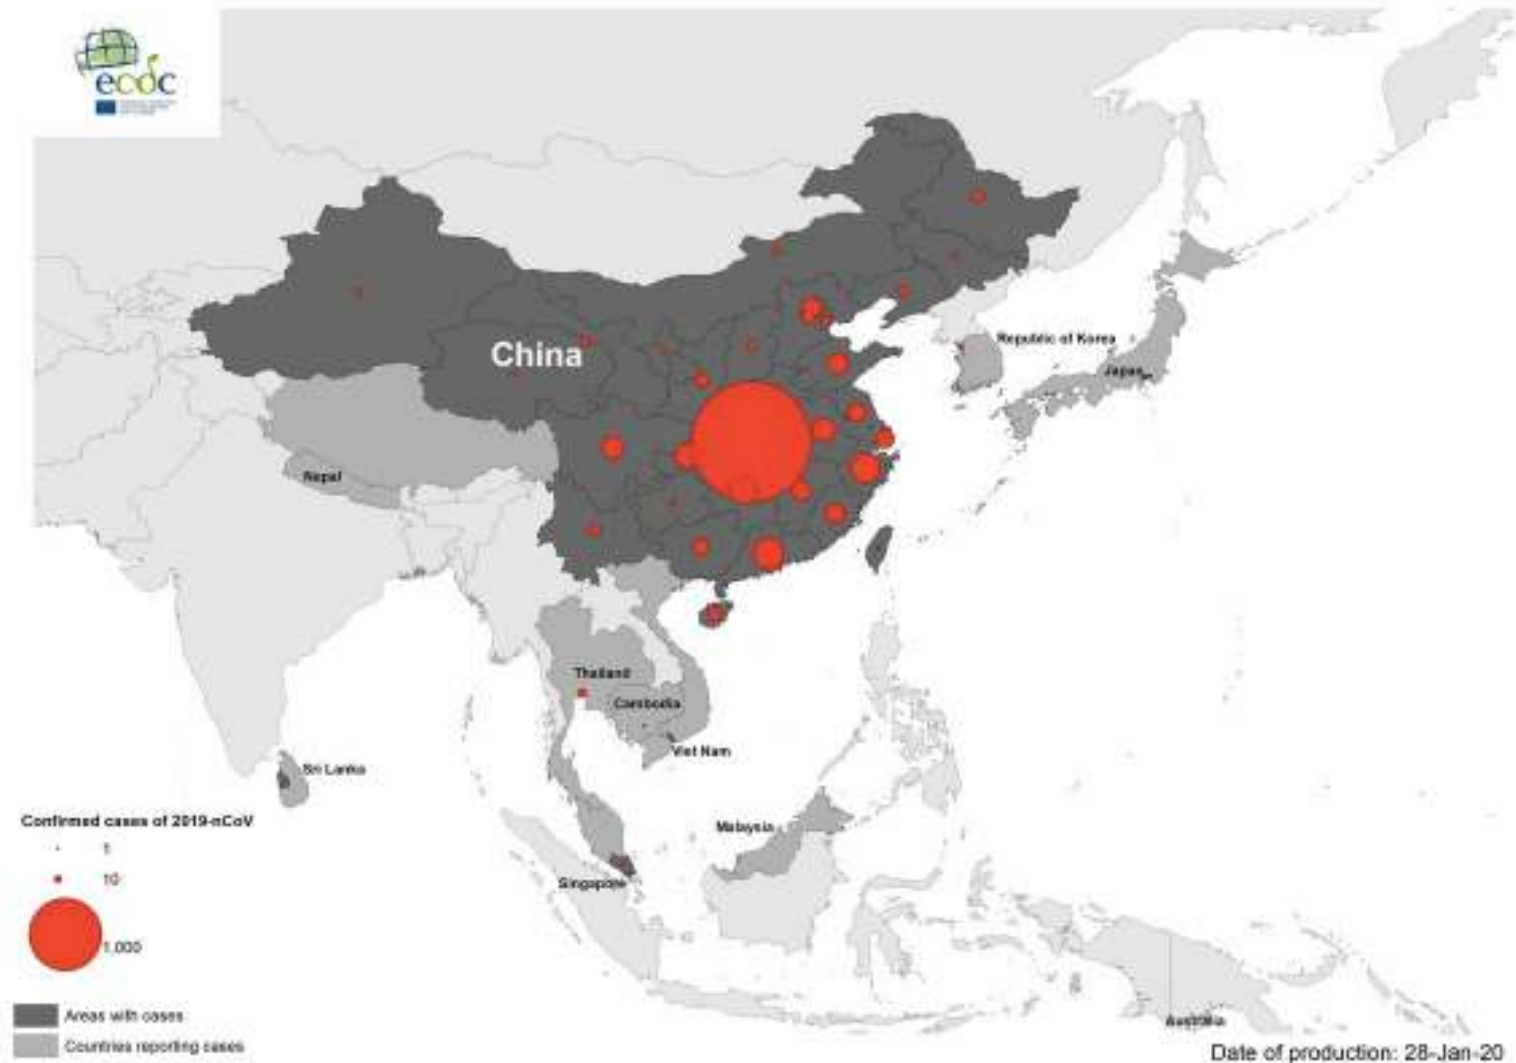 ecdc
China
Republic of Korea
Japan
Nepal
Thailand
Cambodia
Viet Nam
Sri Lanka
Malaysia
Singapore
Australia
Confirmed cases of 2019-nCoV
1
10
1,000
Areas with cases
Countries reporting cases
Date of production: 28-Jan-20